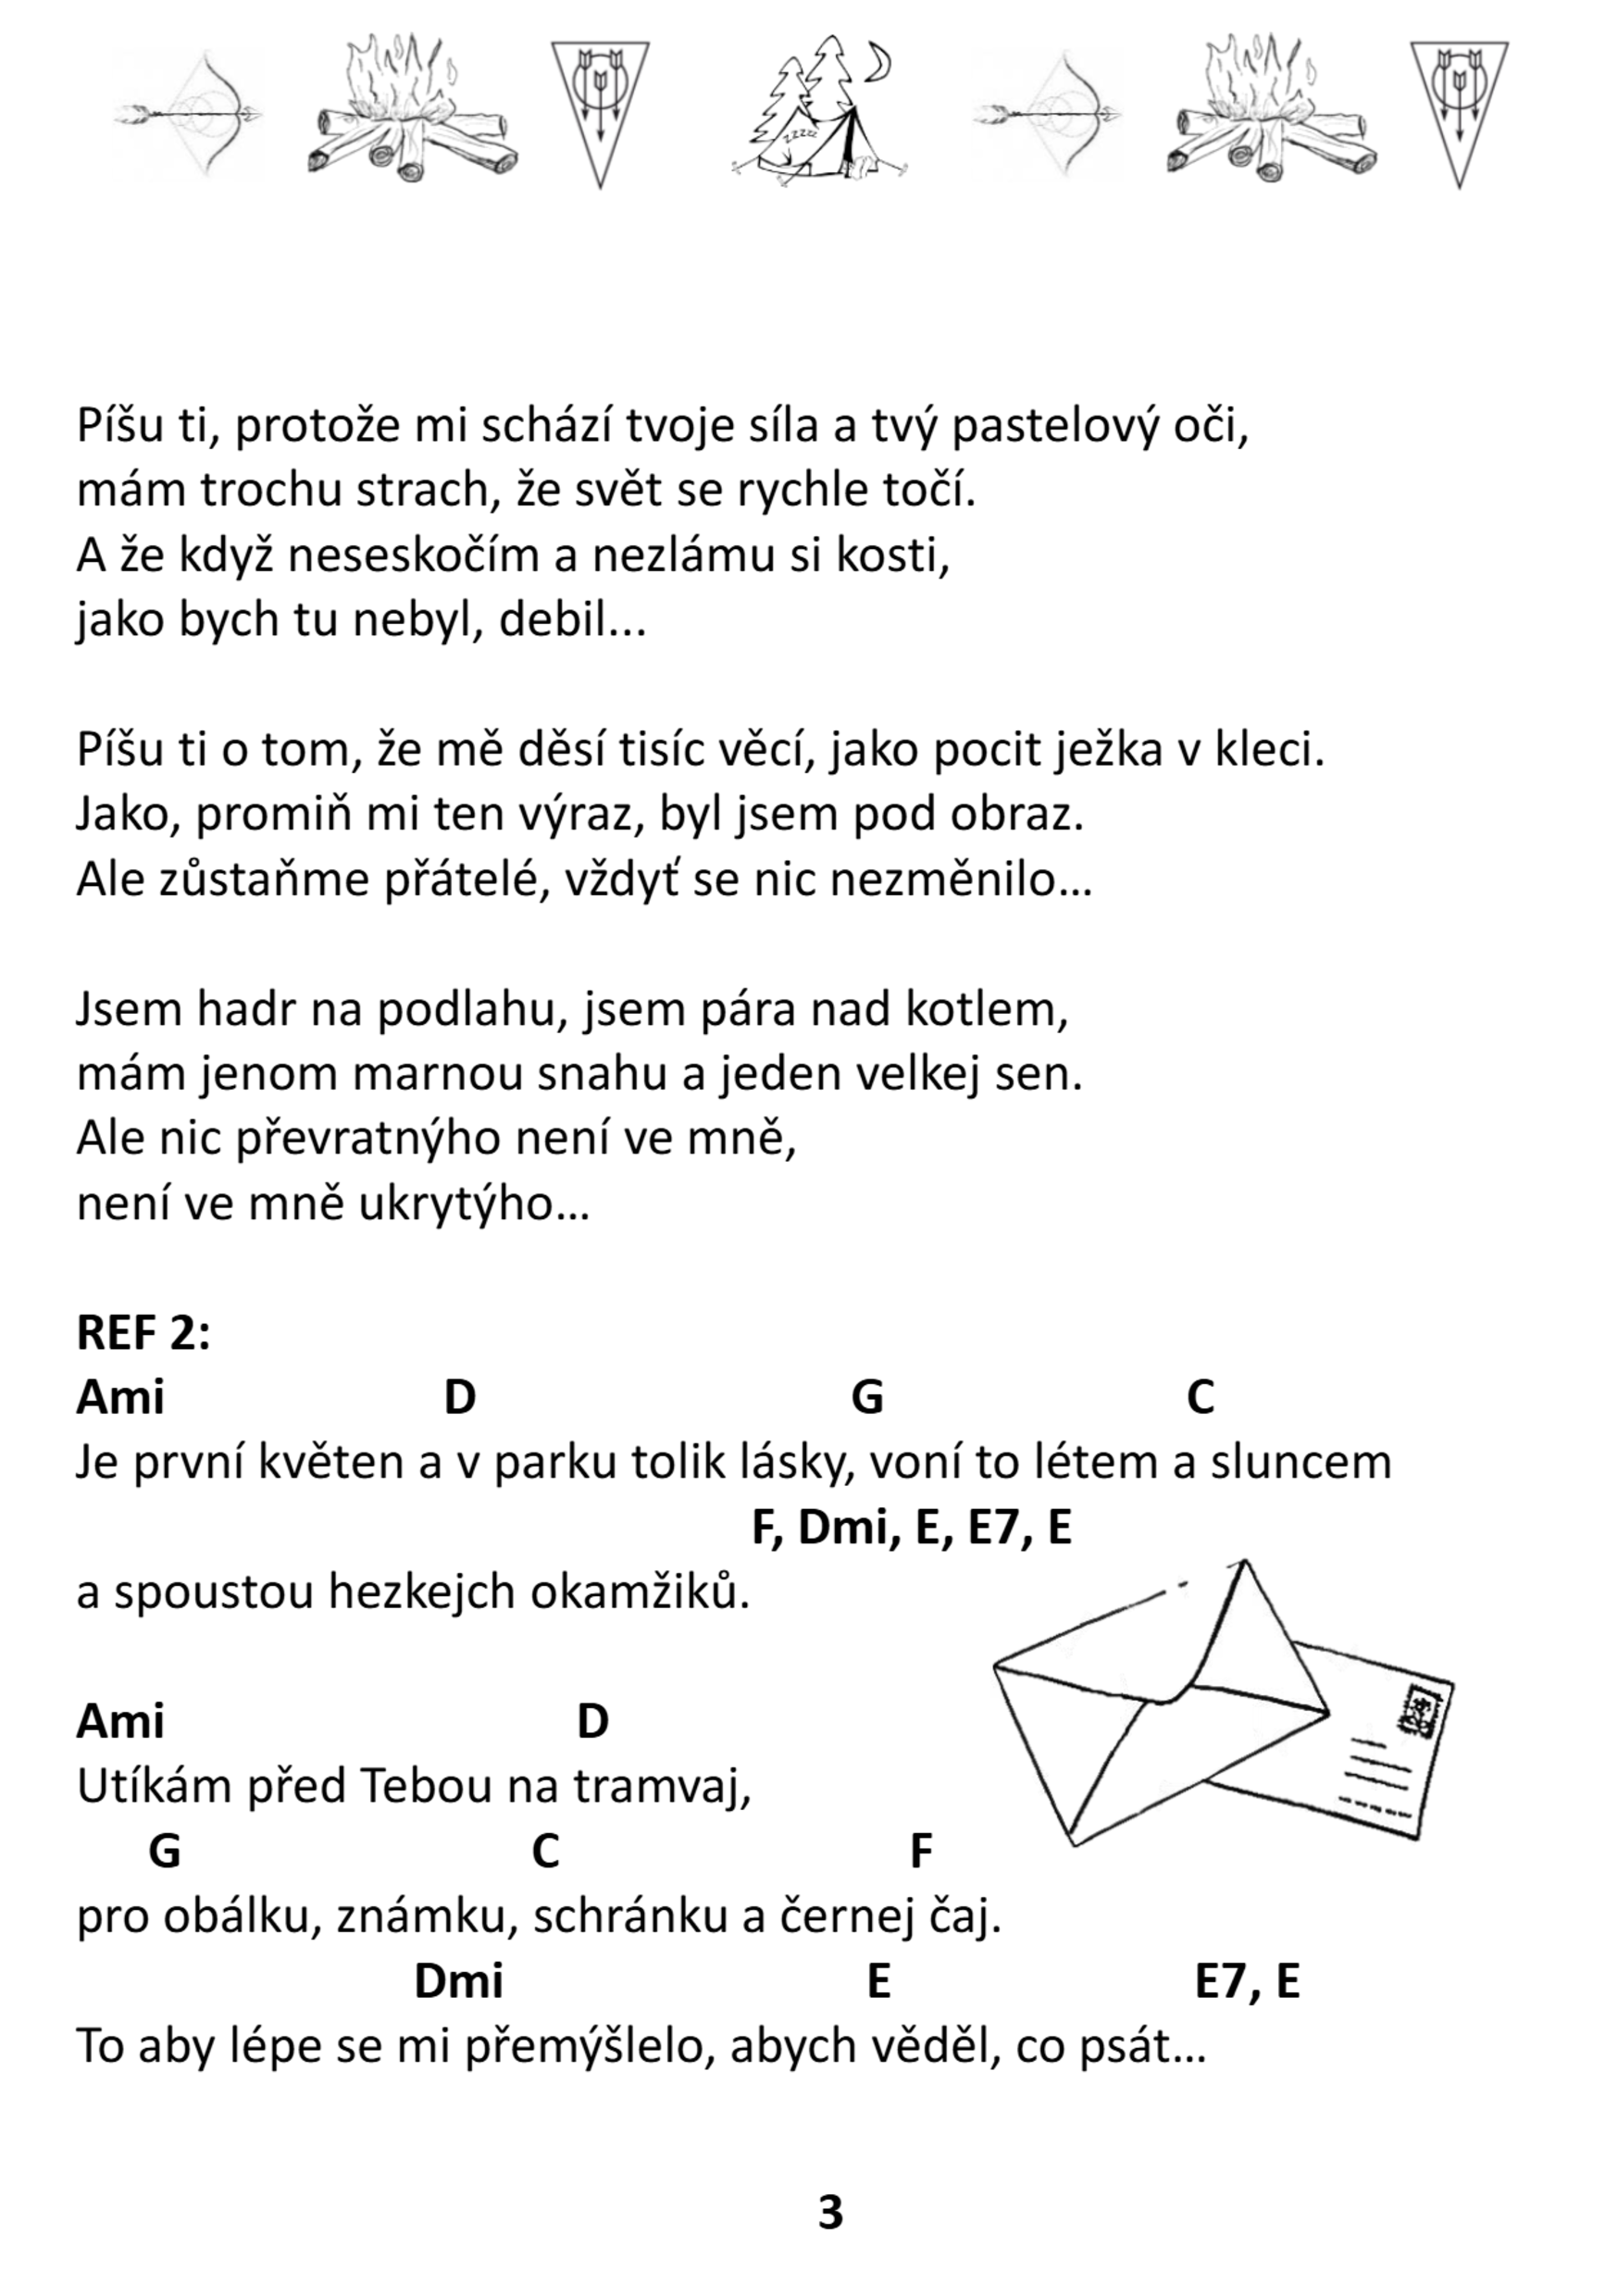 zzzzz
Píšu ti, protože mi schází tvoje síla a tvý pastelový oči,
mám trochu strach, že svět se rychle točí.
A že když neseskočím a nezlámu si kosti,
jako bych tu nebyl, debil...
Píšu ti o tom, že mě děsí tisíc věcí, jako pocit ježka v kleci.
Jako, promiň mi ten výraz, byl jsem pod obraz.
Ale zůstaňme přátelé, vždyť se nic nezměnilo...
Jsem hadr na podlahu, jsem pára nad kotlem,
mám jenom marnou snahu a jeden velkej sen.
Ale nic převratnýho není ve mně,
není ve mně ukrytýho...
REF 2:
Ami D G C
Je první květen a v parku tolik lásky, voní to létem a sluncem
F, Dmi, E, E7, E
a spoustou hezkejch okamžiků.
Ami D
Utíkám před Tebou na tramvaj,
G C F
pro obálku, známku, schránku a černej čaj.
Dmi E E7, E
To aby lépe se mi přemýšlelo, abych věděl, co psát...
3